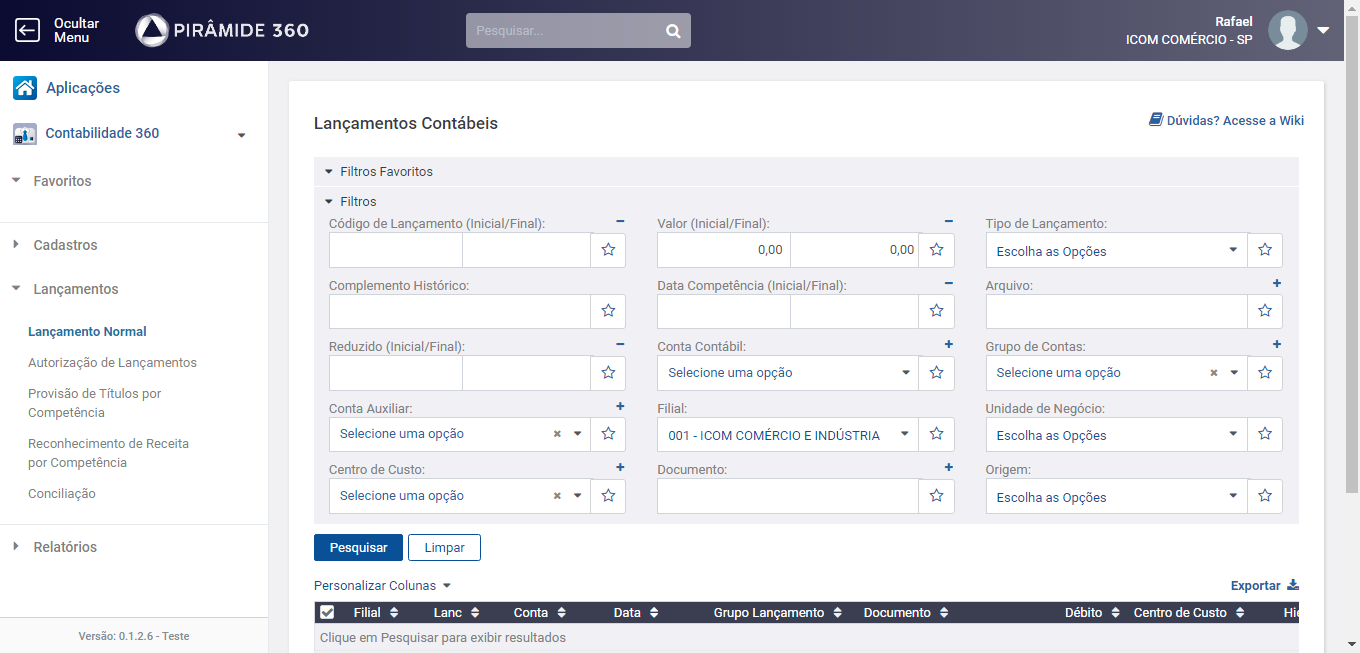 Ocultar
Menu
PIRÂMIDE 360
Pesquisar...
Rafael
ICOM COMÉRCIO - SP
Aplicações
Contabilidade 360
Favoritos
Cadastros
Lançamentos
Lançamento Normal
Autorização de Lançamentos
Provisão de Títulos por
Competência
Reconhecimento de Receita
por Competência
Conciliação
Relatórios
Versão: 0.1.2.6 - Teste
Lançamentos Contábeis
Dúvidas? Acesse a Wiki
Filtros Favoritos
Filtros
Código de Lançamento (Inicial/Final):
Valor (Inicial/Final):
Tipo de Lançamento:
0,00 0,00
Escolha as Opções
Complemento Histórico:
Data Competência (Inicial/Final):
Arquivo:
Reduzido (Inicial/Final):
Conta Contábil:
Grupo de Contas:
Selecione uma opção
Selecione uma opção
Conta Auxiliar:
Filial:
Unidade de Negócio:
Selecione uma opção
001 - ICOM COMÉRCIO E INDÚSTRIA
Escolha as Opções
Centro de Custo:
Documento:
Origem:
Selecione uma opção
Escolha as Opções
Pesquisar Limpar
Personalizar Colunas
Exportar
Filial Lanc Conta Data Grupo Lançamento Documento Débito Centro de Custo
Clique em Pesquisar para exibir resultados